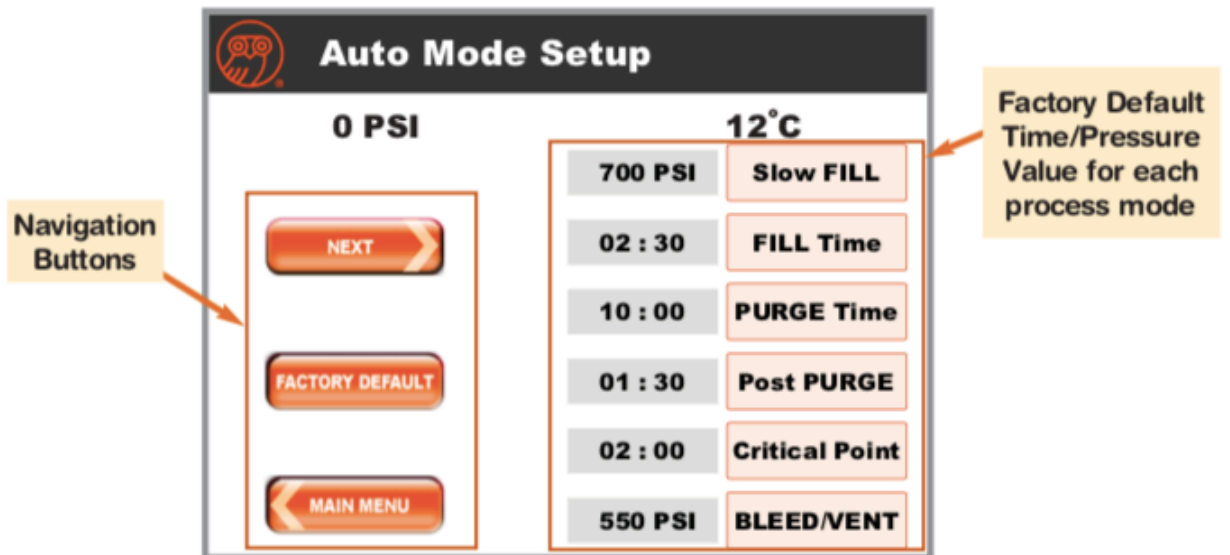 Auto Mode Setup
0 PSI
12°C
Factory Default
Time/Pressure
Value for each
process mode
Navigation
Buttons
NEXT
FACTORY DEFAULT
MAIN MENU
700 PSI Slow FILL
02 : 30 FILL Time
10 : 00 PURGE Time
01 : 30 Post PURGE
02 : 00 Critical Point
550 PSI BLEED/VENT